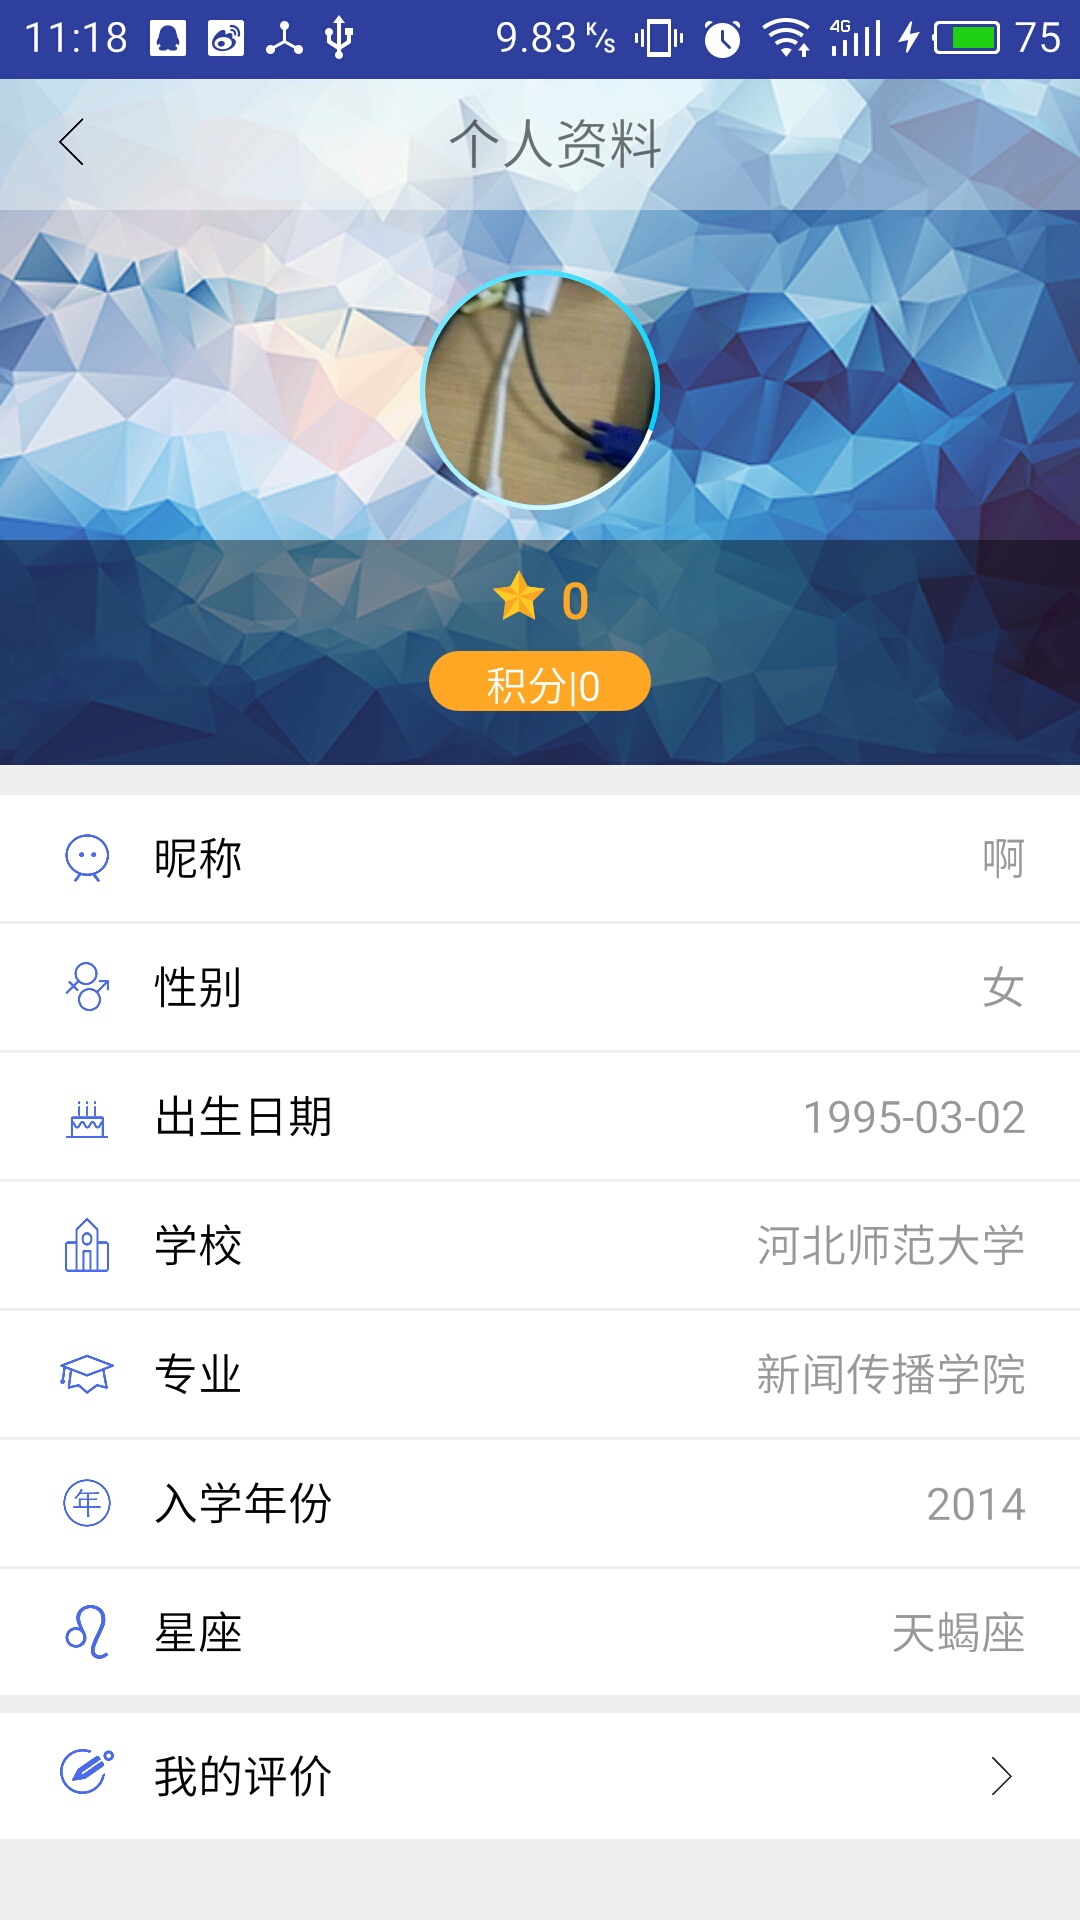 11:18 9.83 K/s 4G 75
个人资料
0
积分|0
昵称 啊
性别 女
出生日期 1995-03-02
学校 河北师范大学
专业 新闻传播学院
年 入学年份 2014
星座 天蝎座
我的评价